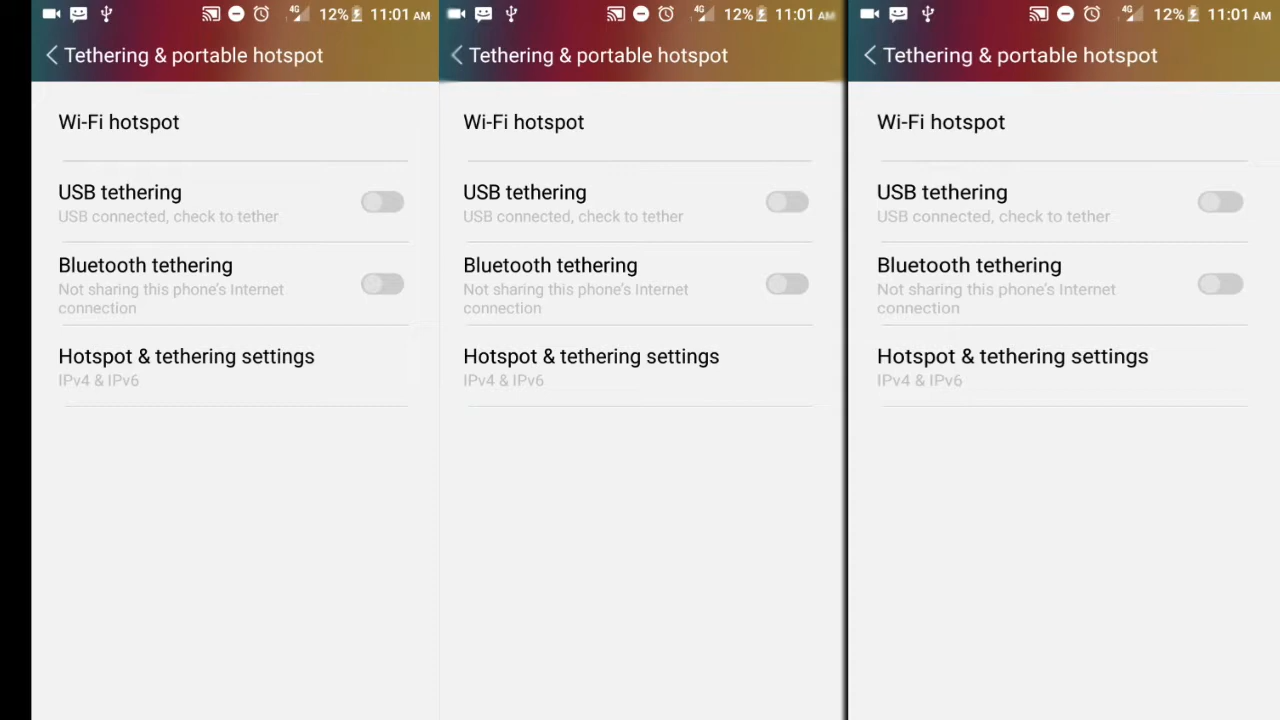 12% 11:01 AM
Tethering & portable hotspot
Wi-Fi hotspot
USB tethering
USB connected, check to tether
Bluetooth tethering
Not sharing this phone's Internet
connection
Hotspot & tethering settings
IPv4 & IPv6
4G 12% 11:01 AM
Tethering & portable hotspot
Wi-Fi hotspot
USB tethering
USB connected, check to tether
Bluetooth tethering
Not sharing this phone's Internet
connection
Hotspot & tethering settings
IPv4 & IPv6
4G 12% 11:01 AM
Tethering & portable hotspot
Wi-Fi hotspot
USB tethering
USB connected, check to tether
Bluetooth tethering
Not sharing this phone's Internet
connection
Hotspot & tethering settings
IPv4 & IPv6